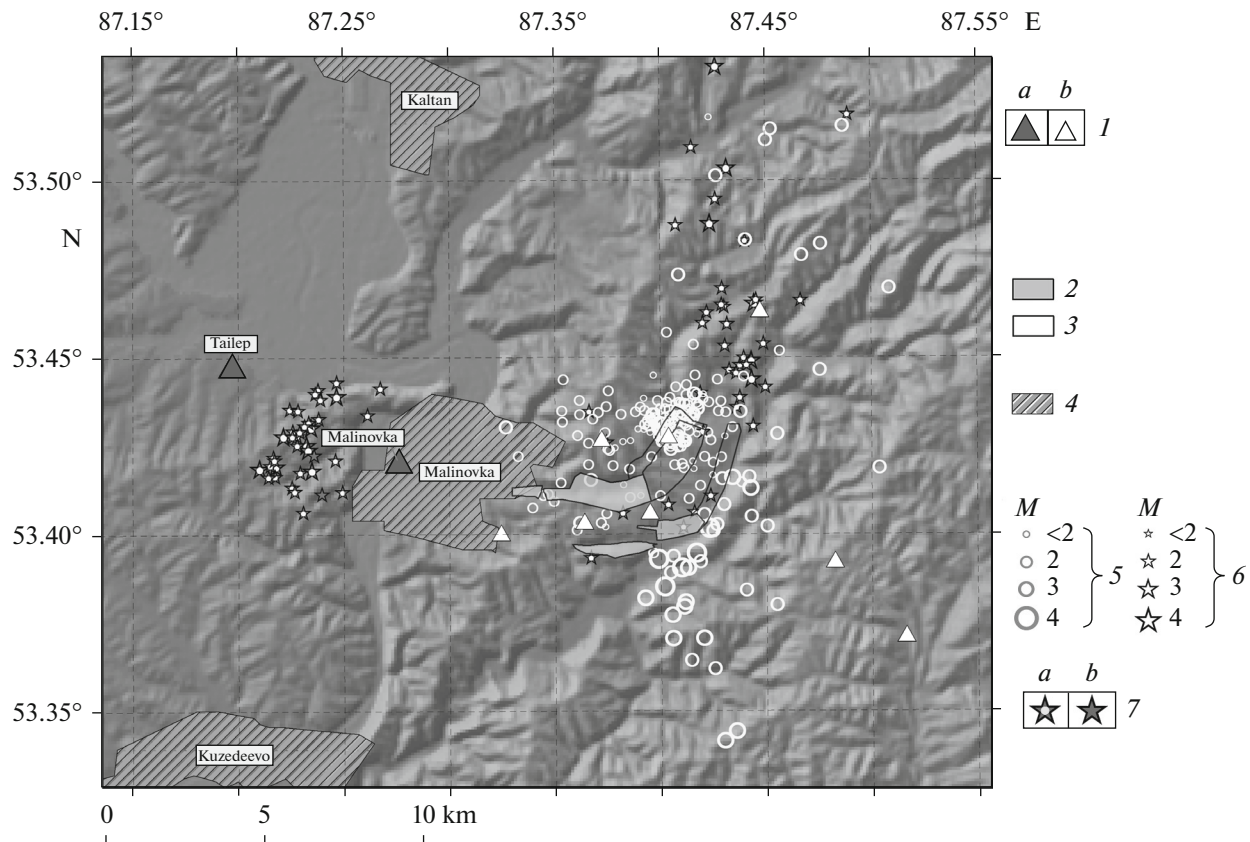 87.15° 87.25° 87.35° 87.45° 87.55° E
a b
1
Kaltan
53.50°
N
2
3
Tailep
53.45°
4
Malinovka
Malinovka
53.40°
M M
<2 <2
2 2
3 5 3 6
4 4
a b
7
53.35°
Kuzedeevo
0 5 10 km